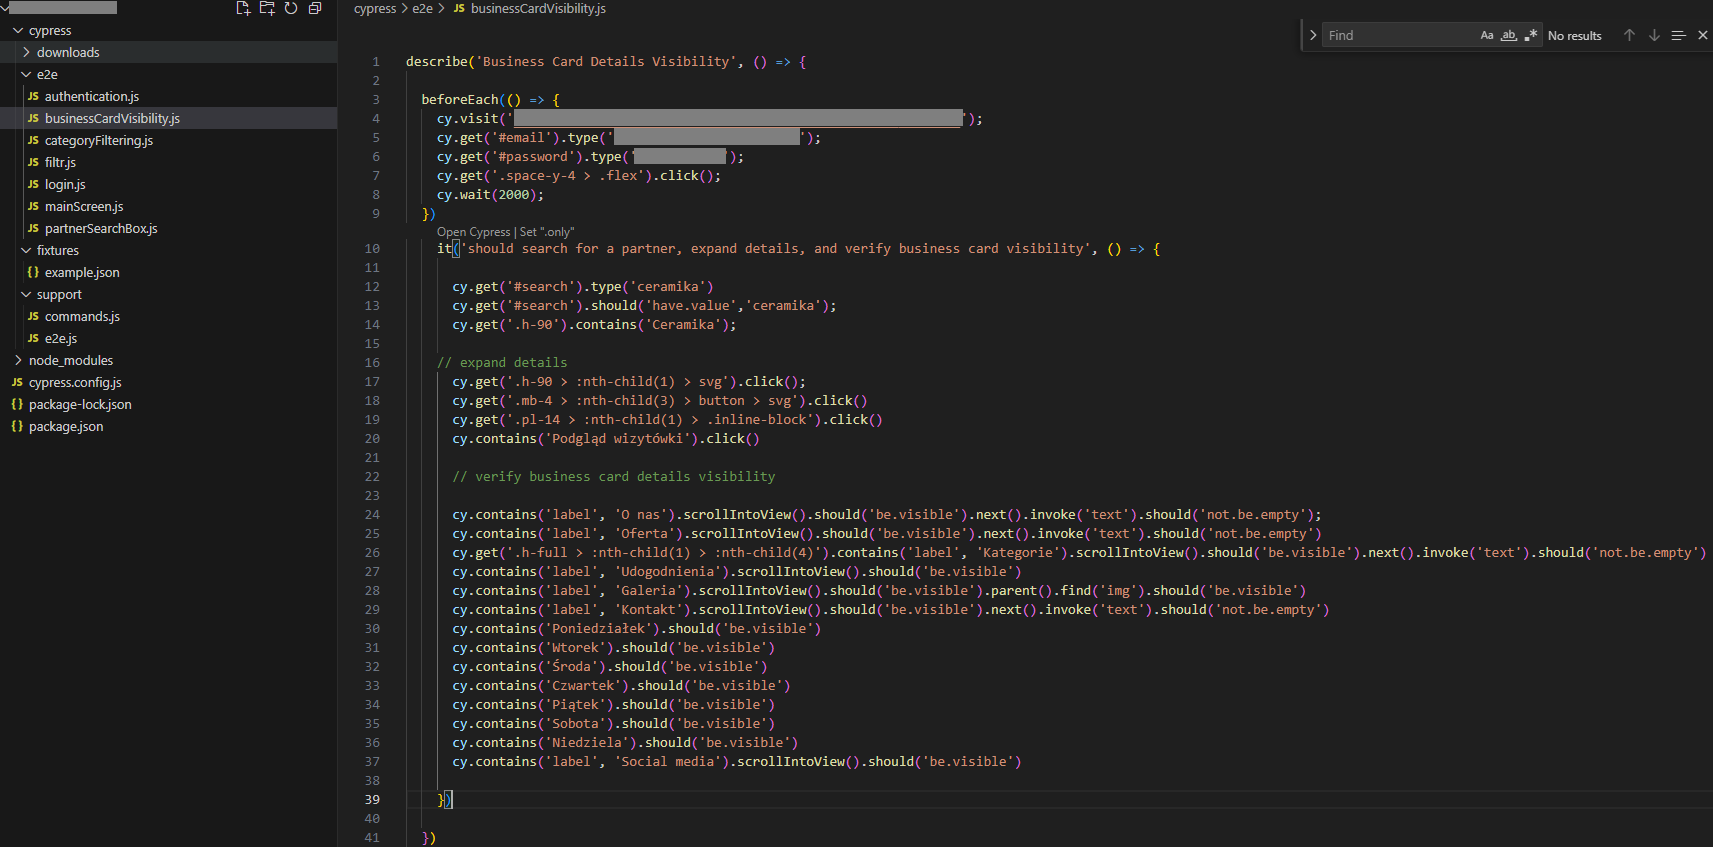 cypress
downloads
e2e
JS authentication.js
JS businessCardVisibility.js
JS categoryFiltering.js
JS filtr.js
JS login.js
JS mainScreen.js
JS partnerSearchBox.js
fixtures
{} example.json
support
JS commands.js
JS e2e.js
node_modules
JS cypress.config.js
{} package-lock.json
{} package.json
cypress > e2e > JS businessCardVisibility.js
Find Aa ab .* No results
1 describe('Business Card Details Visibility', () => {
2
3 beforeEach(() => {
4 cy.visit('');
5 cy.get('#email').type('');
6 cy.get('#password').type('');
7 cy.get('.space-y-4 > .flex').click();
8 cy.wait(2000);
9 })
Open Cypress | Set ".only"
10 it('should search for a partner, expand details, and verify business card visibility', () => {
11
12 cy.get('#search').type('ceramika')
13 cy.get('#search').should('have.value','ceramika');
14 cy.get('.h-90').contains('Ceramika');
15
16 // expand details
17 cy.get('.h-90 > :nth-child(1) > svg').click();
18 cy.get('.mb-4 > :nth-child(3) > button > svg').click()
19 cy.get('.pl-14 > :nth-child(1) > .inline-block').click()
20 cy.contains('Podgląd wizytówki').click()
21
22 // verify business card details visibility
23
24 cy.contains('label', 'O nas').scrollIntoView().should('be.visible').next().invoke('text').should('not.be.empty');
25 cy.contains('label', 'Oferta').scrollIntoView().should('be.visible').next().invoke('text').should('not.be.empty')
26 cy.get('.h-full > :nth-child(1) > :nth-child(4)').contains('label', 'Kategorie').scrollIntoView().should('be.visible').next().invoke('text').should('not.be.empty')
27 cy.contains('label', 'Udogodnienia').scrollIntoView().should('be.visible')
28 cy.contains('label', 'Galeria').scrollIntoView().should('be.visible').parent().find('img').should('be.visible')
29 cy.contains('label', 'Kontakt').scrollIntoView().should('be.visible').next().invoke('text').should('not.be.empty')
30 cy.contains('Poniedziałek').should('be.visible')
31 cy.contains('Wtorek').should('be.visible')
32 cy.contains('Środa').should('be.visible')
33 cy.contains('Czwartek').should('be.visible')
34 cy.contains('Piątek').should('be.visible')
35 cy.contains('Sobota').should('be.visible')
36 cy.contains('Niedziela').should('be.visible')
37 cy.contains('label', 'Social media').scrollIntoView().should('be.visible')
38
39 })
40
41 })